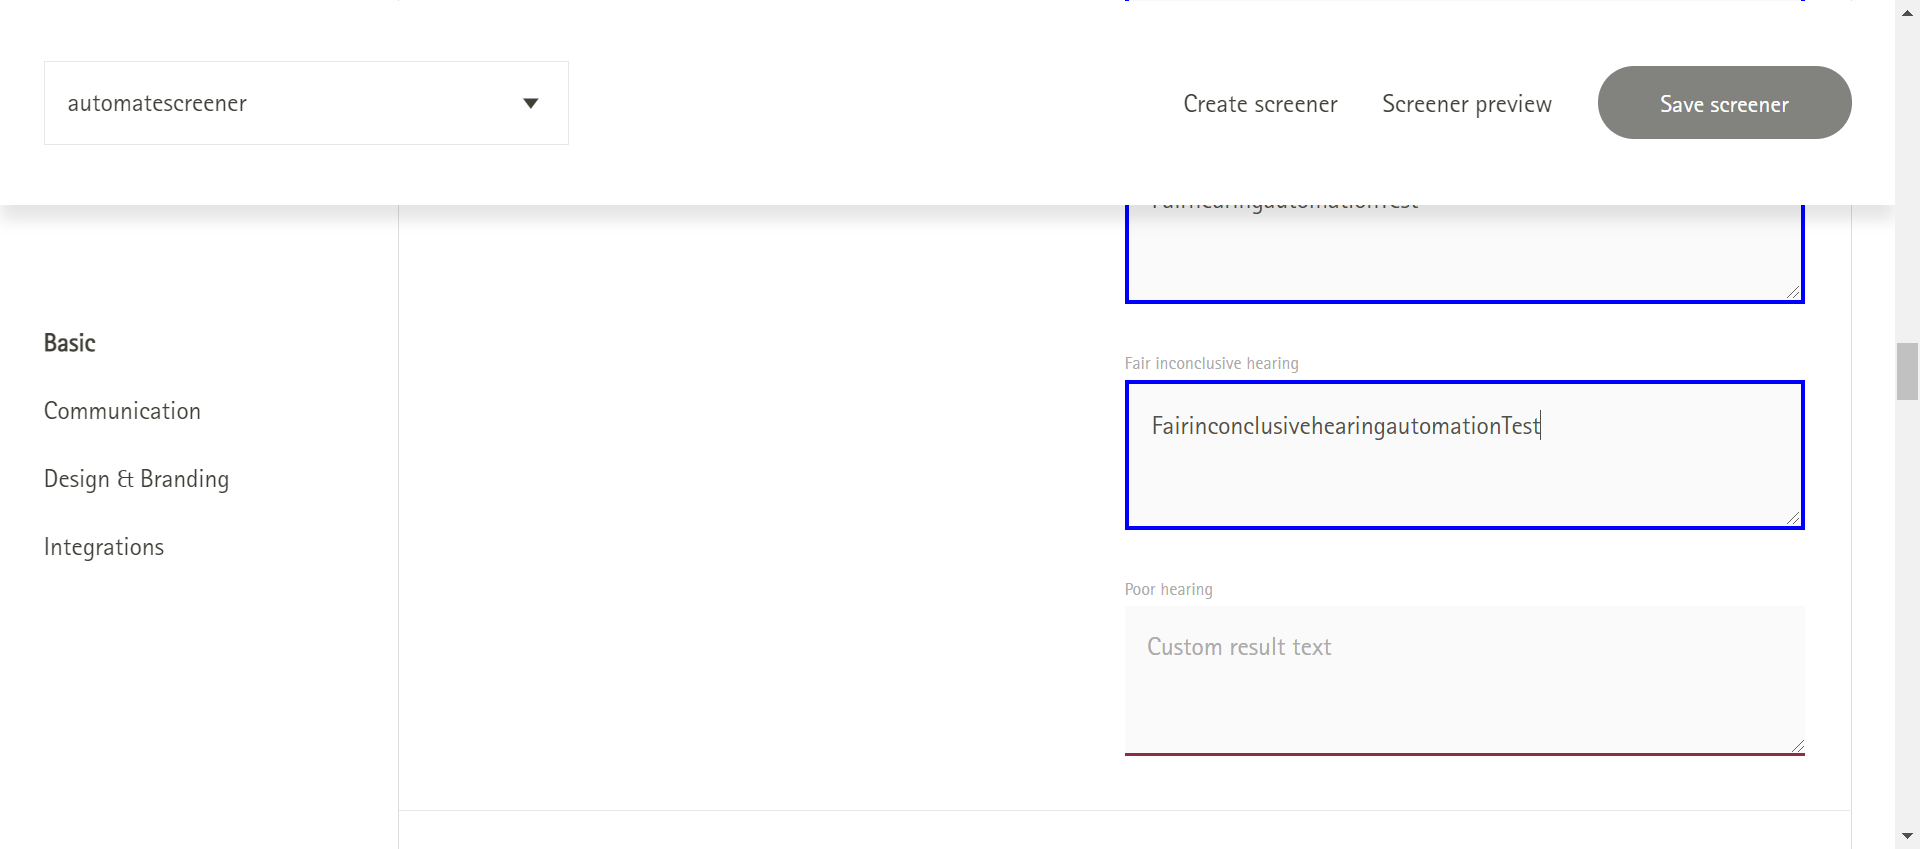 automatescreener
Create screener
Screener preview
Save screener
FairhearingautomationTest
Basic
Communication
Design & Branding
Integrations
Fair inconclusive hearing
FairinconclusivehearingautomationTest
Poor hearing
Custom result text